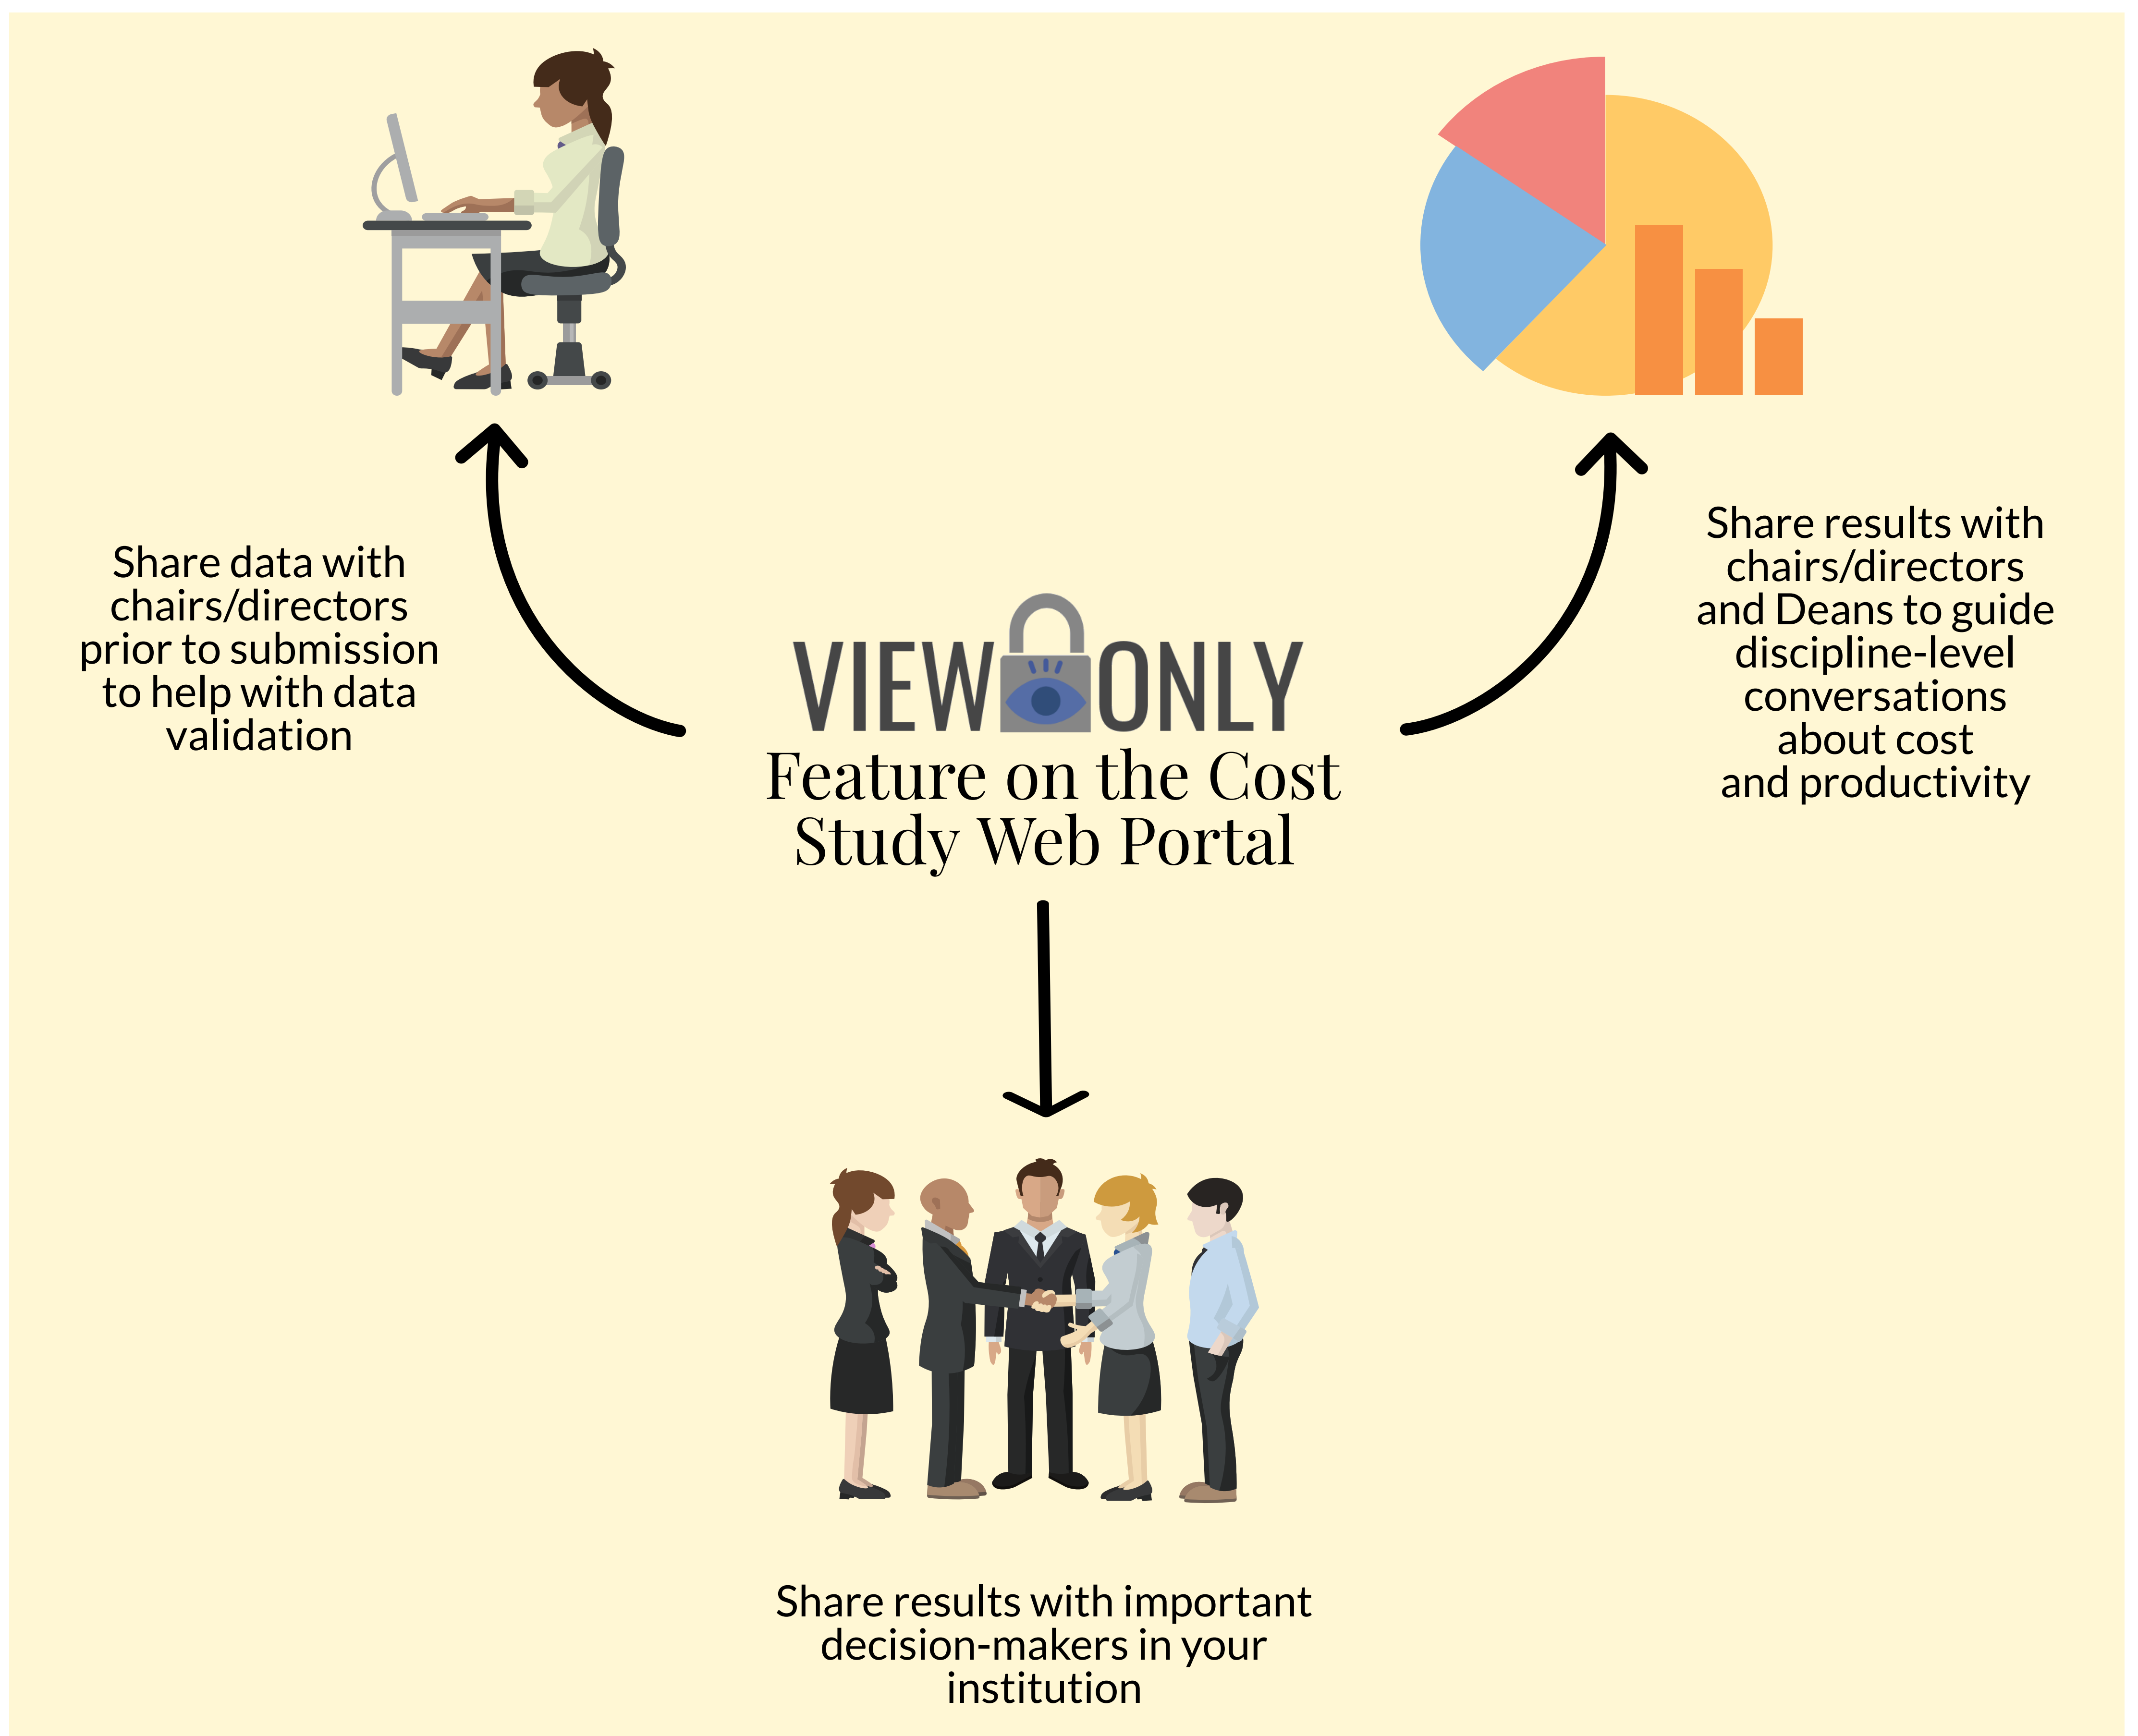 Share data with
chairs/directors
prior to submission
to help with data
validation
VIEW ONLY
Feature on the Cost
Study Web Portal
Share results with
chairs/directors
and Deans to guide
discipline-level
conversations
about cost
and productivity
Share results with important
decision-makers in your
institution